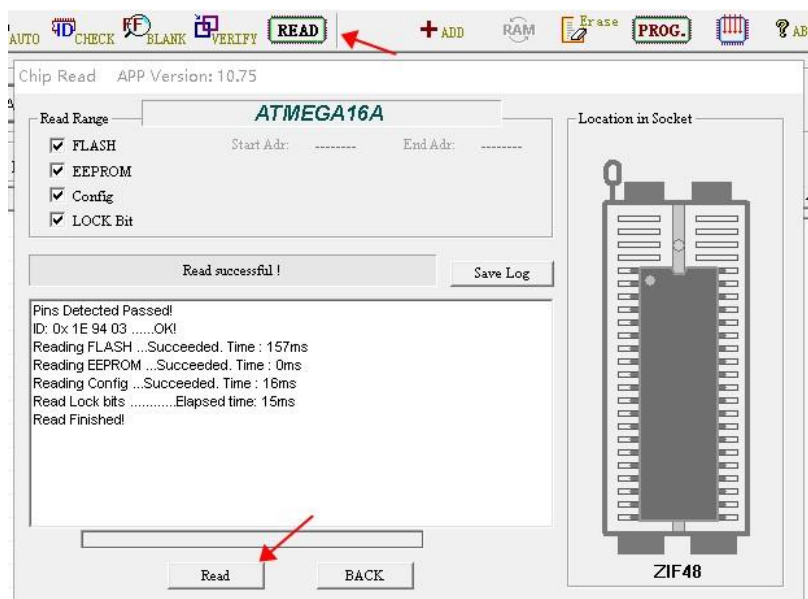 AUTO ID CHECK FF BLANK ID VERIFY READ ADD RAM Erase PROG. ? AB
Chip Read APP Version: 10.75
Read Range ATMEGA16A Location in Socket
FLASH Start Adr: -------- End Adr: --------
EEPROM
Config
LOCK Bit
Read successful ! Save Log
Pins Detected Passed!
ID: 0x 1E 94 03 ......OK!
Reading FLASH ...Succeeded. Time : 157ms
Reading EEPROM ...Succeeded. Time : 0ms
Reading Config ...Succeeded. Time : 16ms
Read Lock bits ...........Elapsed time: 15ms
Read Finished!
Read BACK ZIF48